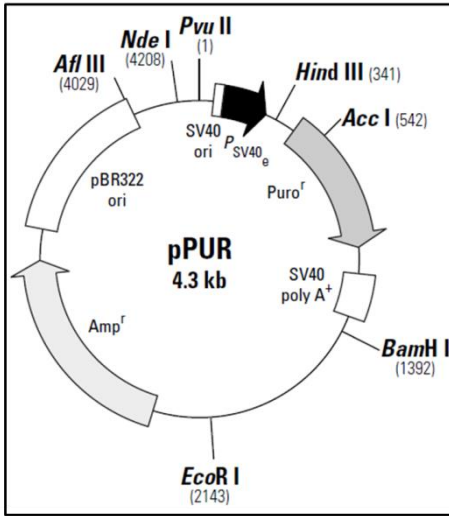 Pvu II
(1)
Nde I
(4208)
Afl III
(4029)
Hind III (341)
Acc I (542)
SV40
ori
PSV40e
Puror
pBR322
ori
pPUR
4.3 kb
SV40
poly A+
Ampr
BamH I
(1392)
EcoR I
(2143)